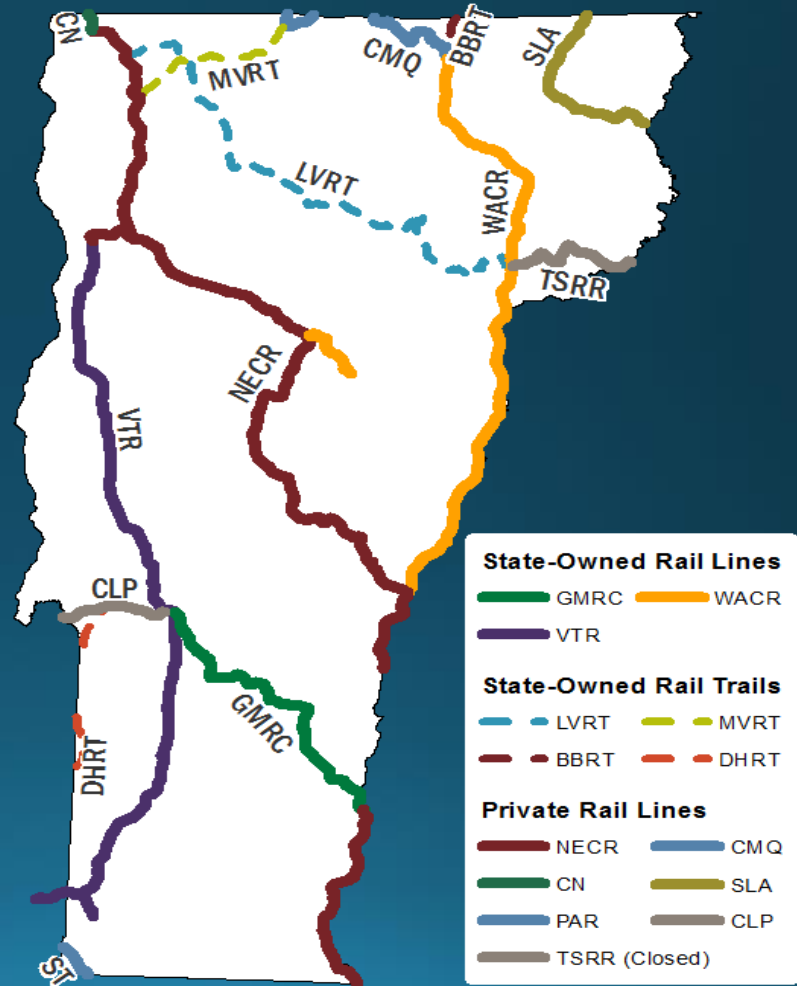 CN
MVRT
CMQ
BBRT
SLA
LVRT
WACR
TSRR
NECR
VTR
CLP
GMRC
DHRT
ST
State-Owned Rail Lines
GMRC WACR
VTR
State-Owned Rail Trails
LVRT MVRT
BBRT DHRT
Private Rail Lines
NECR CMQ
CN SLA
PAR CLP
TSRR (Closed)